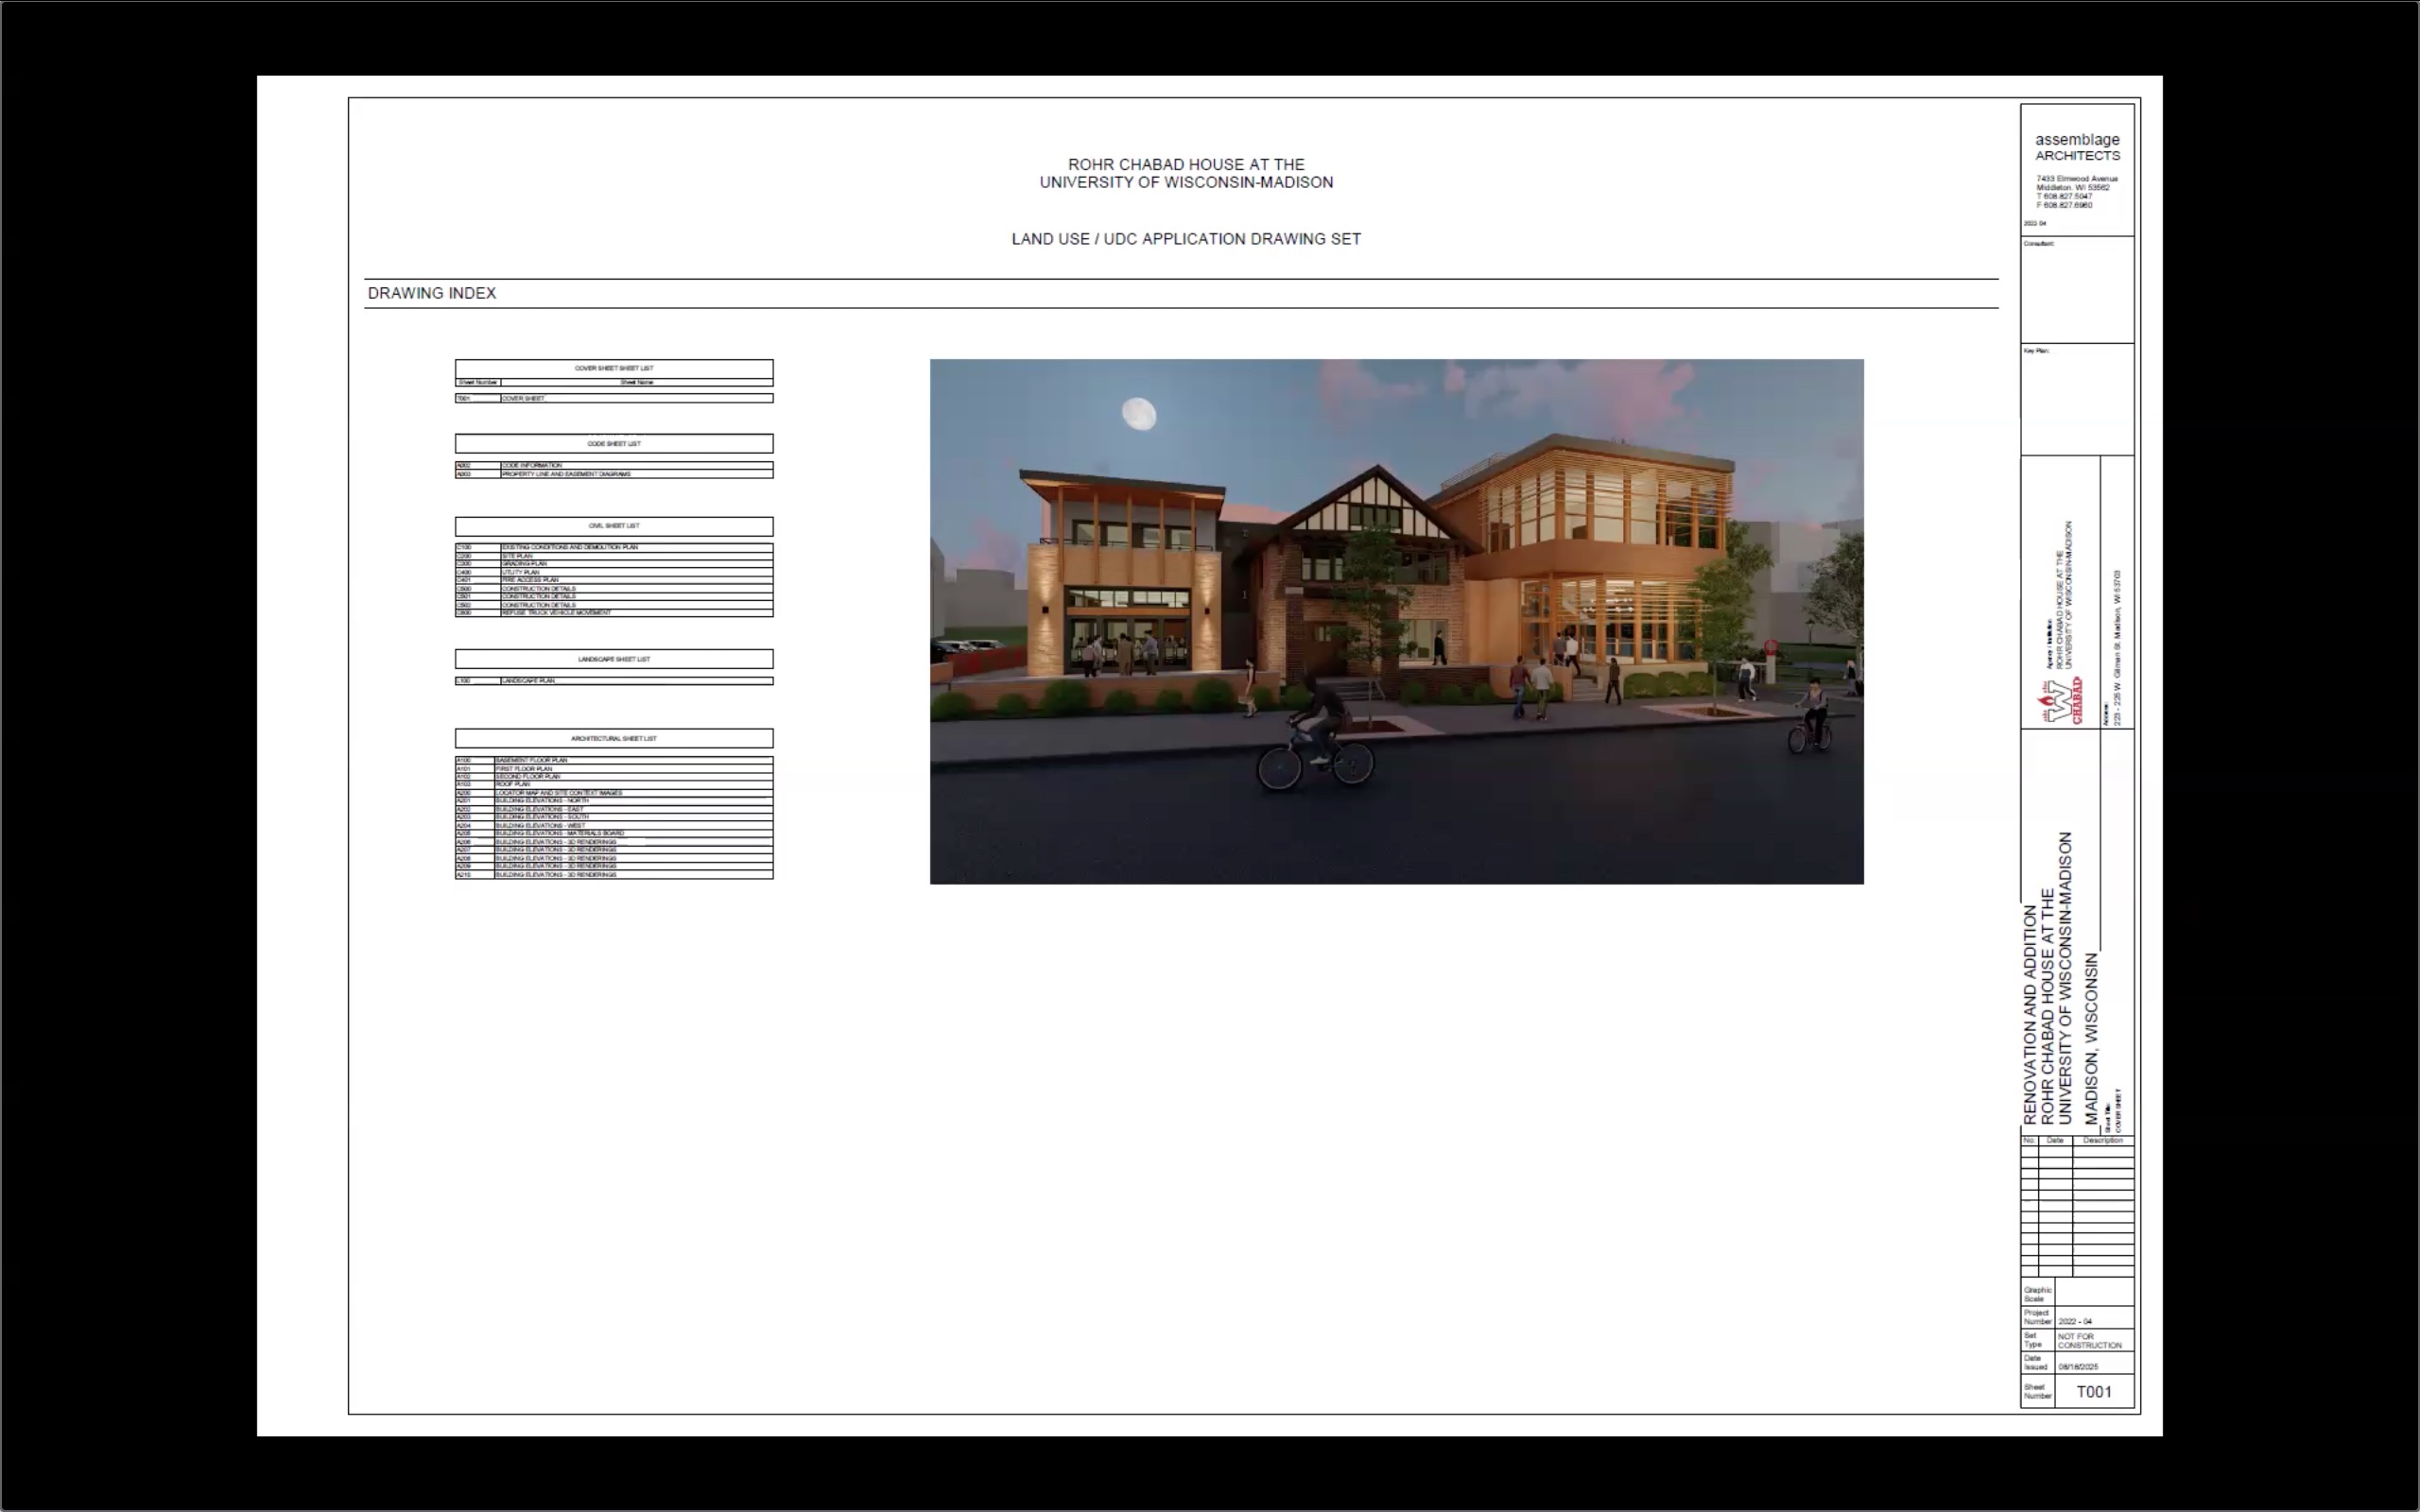 ROHR CHABAD HOUSE AT THE
UNIVERSITY OF WISCONSIN-MADISON
LAND USE / UDC APPLICATION DRAWING SET
DRAWING INDEX
COVER SHEET SHEET LIST
Sheet Number Sheet Name
T001 COVER SHEET
CODE SHEET LIST
A002 CODE INFORMATION
A003 PROPERTY LINE AND EASEMENT DIAGRAMS
CIVIL SHEET LIST
C100 EXISTING CONDITIONS AND DEMOLITION PLAN
C200 SITE PLAN
C300 GRADING PLAN
C400 UTILITY PLAN
C401 FIRE ACCESS PLAN
C500 CONSTRUCTION DETAILS
C501 CONSTRUCTION DETAILS
C502 CONSTRUCTION DETAILS
REFUSE TRUCK VEHICLE MOVEMENT
LANDSCAPE SHEET LIST
L100 LANDSCAPE PLAN
ARCHITECTURAL SHEET LIST
A100 BASEMENT FLOOR PLAN
A101 FIRST FLOOR PLAN
A102 SECOND FLOOR PLAN
A103 ROOF PLAN
A200 LOCATOR MAP AND SITE CONTEXT IMAGES
A201 BUILDING ELEVATIONS - NORTH
A202 BUILDING ELEVATIONS - EAST
A203 BUILDING ELEVATIONS - SOUTH
A204 BUILDING ELEVATIONS - WEST
A205 BUILDING ELEVATIONS - MATERIALS BOARD
A206 BUILDING ELEVATIONS - 3D RENDERINGS
A207 BUILDING ELEVATIONS - 3D RENDERINGS
A208 BUILDING ELEVATIONS - 3D RENDERINGS
A209 BUILDING ELEVATIONS - 3D RENDERINGS
A210 BUILDING ELEVATIONS - 3D RENDERINGS
assemblage
ARCHITECTS
7433 Elmwood Avenue
Middleton, WI 53562
T 608.827.5047
F 608.827.6960
2022-04
Consultant:
Key Plan:
Agency / Institution:
ROHR CHABAD HOUSE AT THE
UNIVERSITY OF WISCONSIN-MADISON
W
CHABAD
Address:
223 - 225 W. Gilman St. Madison, WI 53703
RENOVATION AND ADDITION
ROHR CHABAD HOUSE AT THE
UNIVERSITY OF WISCONSIN-MADISON
MADISON, WISCONSIN
Sheet Title:
COVER SHEET
No. Date Description
Graphic
Scale
Project
Number 2022 - 04
Set
Type NOT FOR
CONSTRUCTION
Date
Issued 08/18/2025
Sheet
Number T001